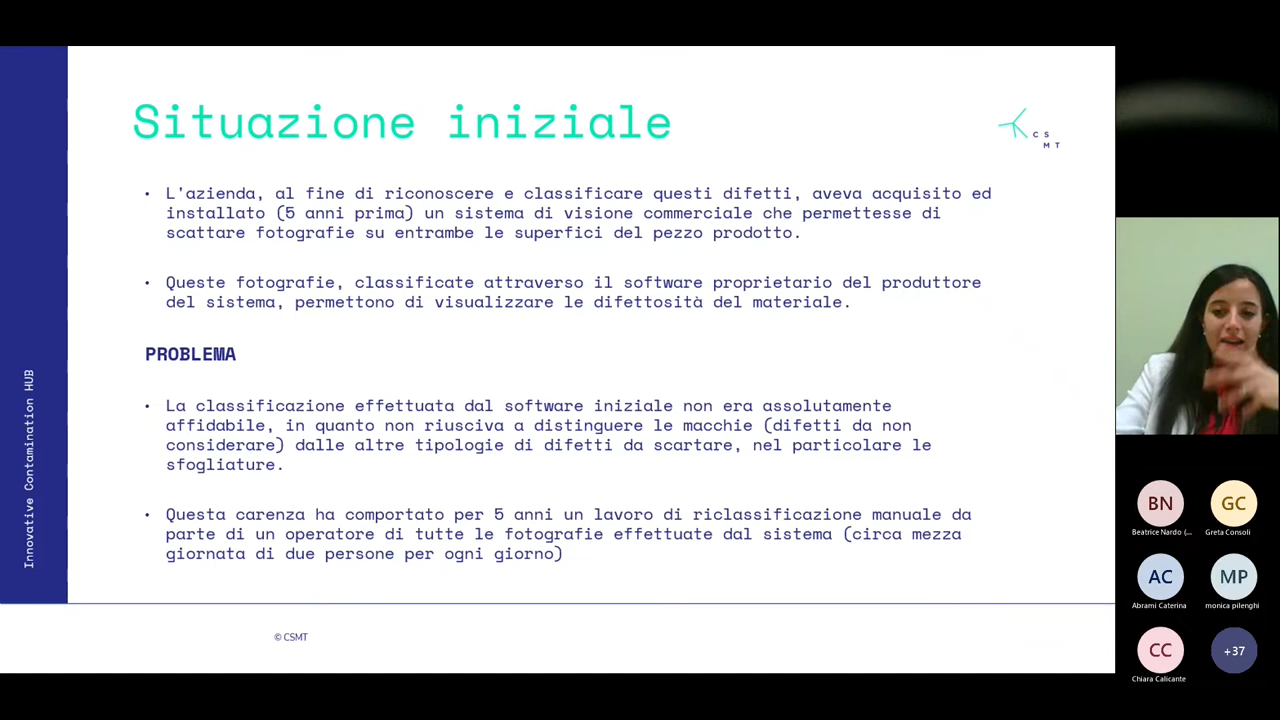 Situazione iniziale
C S
M T
• L'azienda, al fine di riconoscere e classificare questi difetti, aveva acquisito ed
installato (5 anni prima) un sistema di visione commerciale che permettesse di
scattare fotografie su entrambe le superfici del pezzo prodotto.
• Queste fotografie, classificate attraverso il software proprietario del produttore
del sistema, permettono di visualizzare le difettosità del materiale.
PROBLEMA
• La classificazione effettuata dal software iniziale non era assolutamente
affidabile, in quanto non riusciva a distinguere le macchie (difetti da non
considerare) dalle altre tipologie di difetti da scartare, nel particolare le
sfogliature.
• Questa carenza ha comportato per 5 anni un lavoro di riclassificazione manuale da
parte di un operatore di tutte le fotografie effettuate dal sistema (circa mezza
giornata di due persone per ogni giorno)
Innovative Contamination HUB
© CSMT
BN
GC
Beatrice Nardo (...
Greta Consoli
AC
MP
Abrami Caterina
monica pilenghi
CC
+37
Chiara Calicante